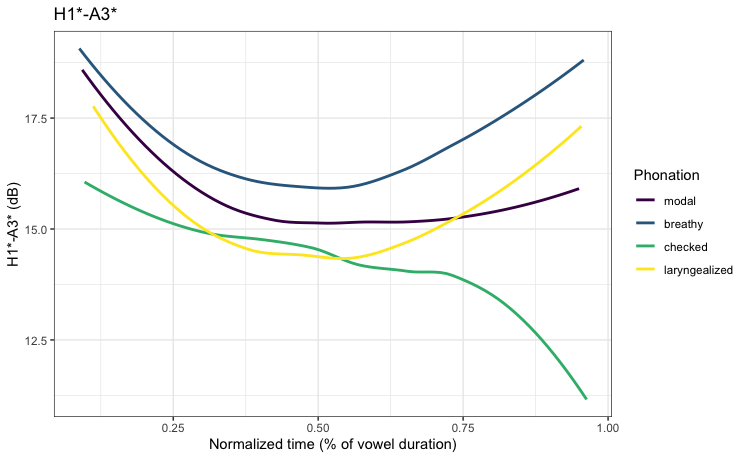 H1*-A3*
17.5
15.0
12.5
H1*-A3* (dB)
0.25
0.50
0.75
1.00
Normalized time (% of vowel duration)
Phonation
modal
breathy
checked
laryngealized